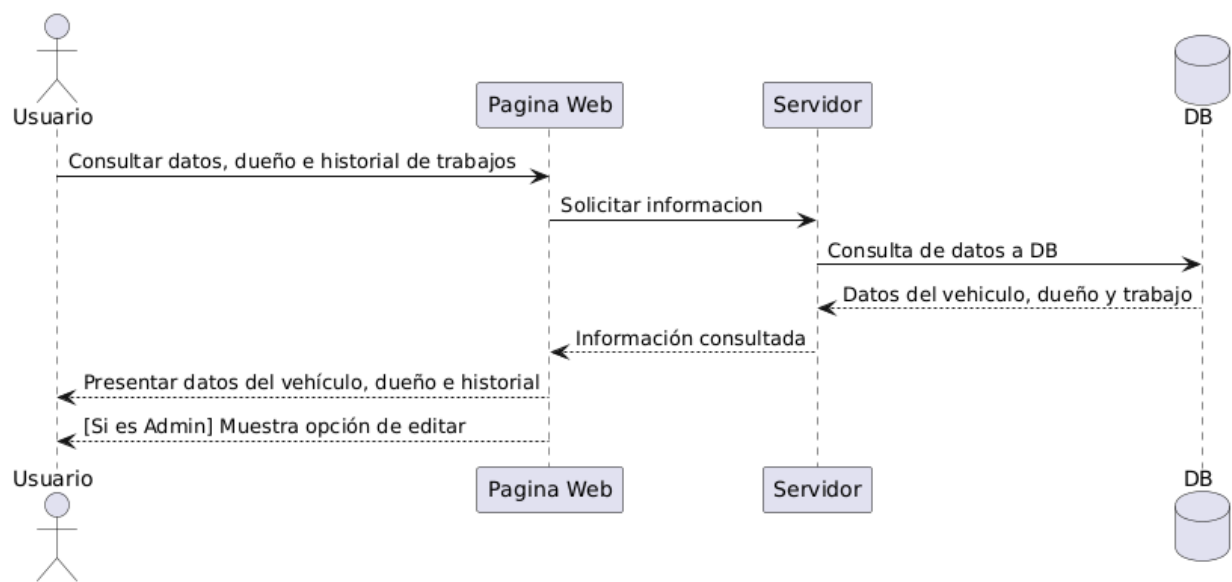 Usuario
Pagina Web
Servidor
DB
Consultar datos, dueño e historial de trabajos
Solicitar informacion
Consulta de datos a DB
Datos del vehiculo, dueño y trabajo
Información consultada
Presentar datos del vehículo, dueño e historial
[Si es Admin] Muestra opción de editar
Usuario
Pagina Web
Servidor
DB